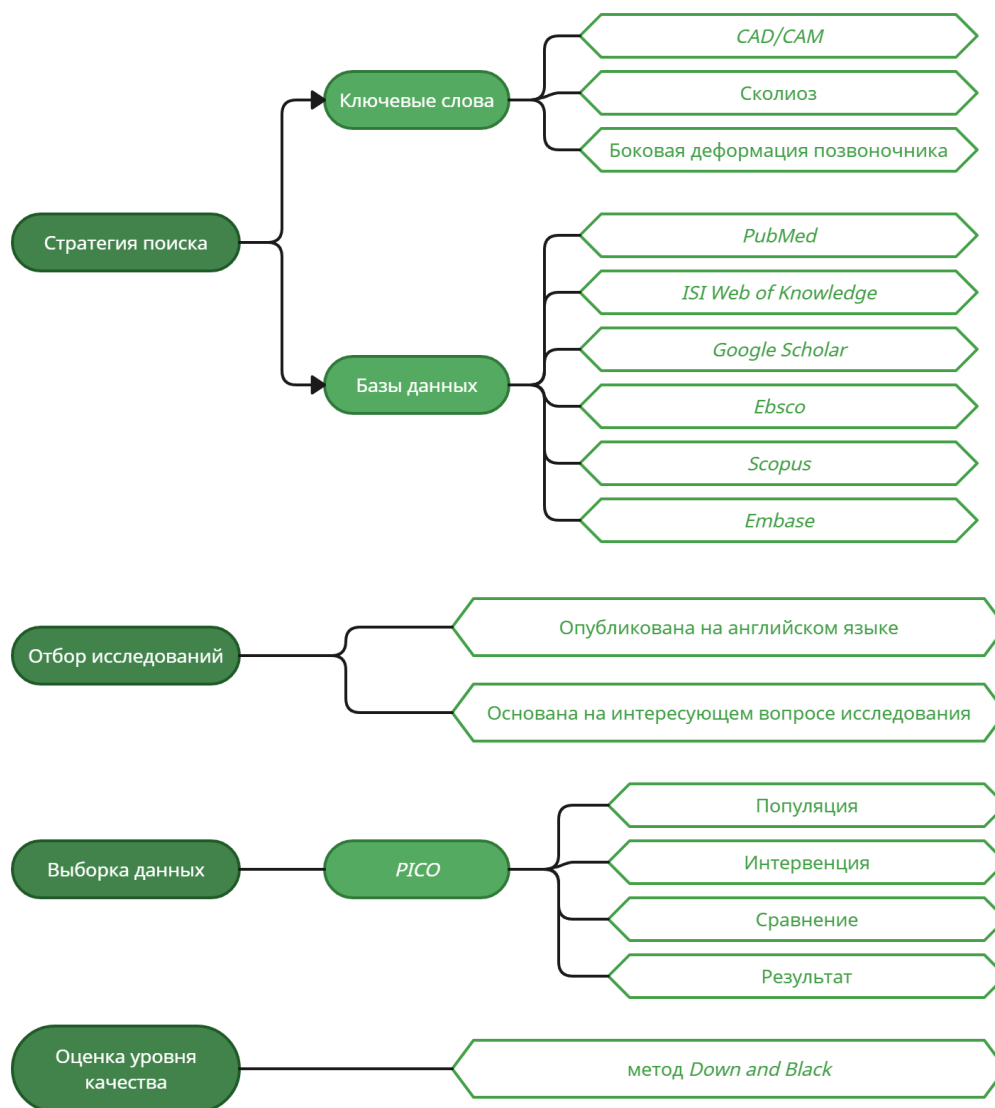 Стратегия поиска
Ключевые слова
CAD/CAM
Сколиоз
Боковая деформация позвоночника
Базы данных
PubMed
ISI Web of Knowledge
Google Scholar
Ebsco
Scopus
Embase
Отбор исследований
Опубликована на английском языке
Основана на интересующем вопросе исследования
Выборка данных
PICO
Популяция
Интервенция
Сравнение
Результат
Оценка уровня
качества
метод Down and Black